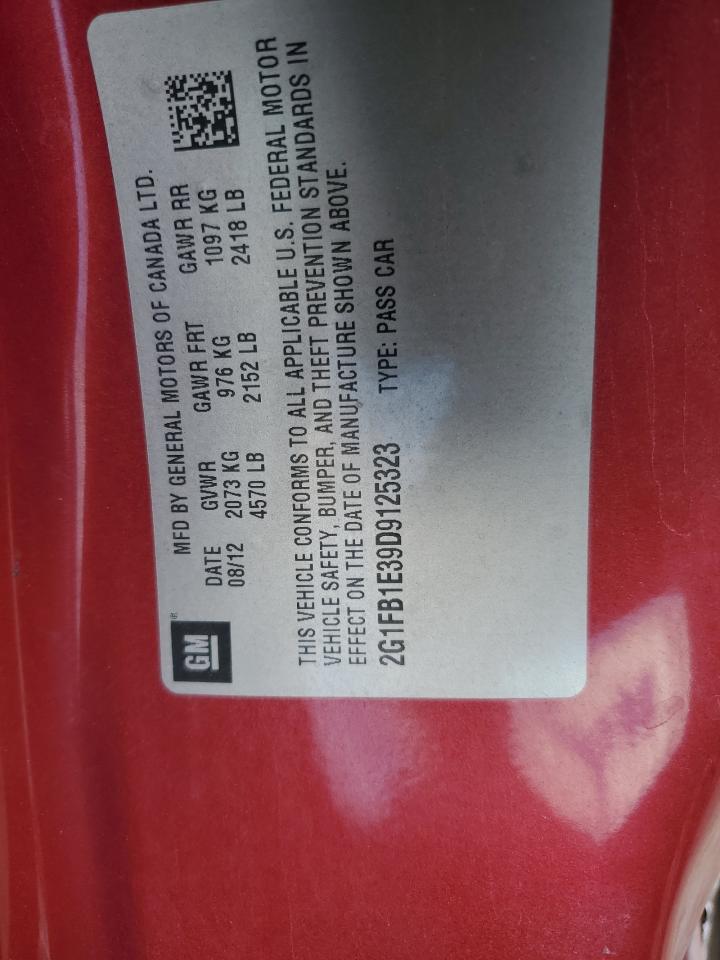 GM
MFD BY GENERAL MOTORS OF CANADA LTD.
DATE GVWR GAWR FRT GAWR RR
08/12 2073 KG 976 KG 1097 KG
4570 LB 2152 LB 2418 LB
THIS VEHICLE CONFORMS TO ALL APPLICABLE U.S. FEDERAL MOTOR
VEHICLE SAFETY, BUMPER, AND THEFT PREVENTION STANDARDS IN
EFFECT ON THE DATE OF MANUFACTURE SHOWN ABOVE.
2G1FB1E39D9125323 TYPE: PASS CAR